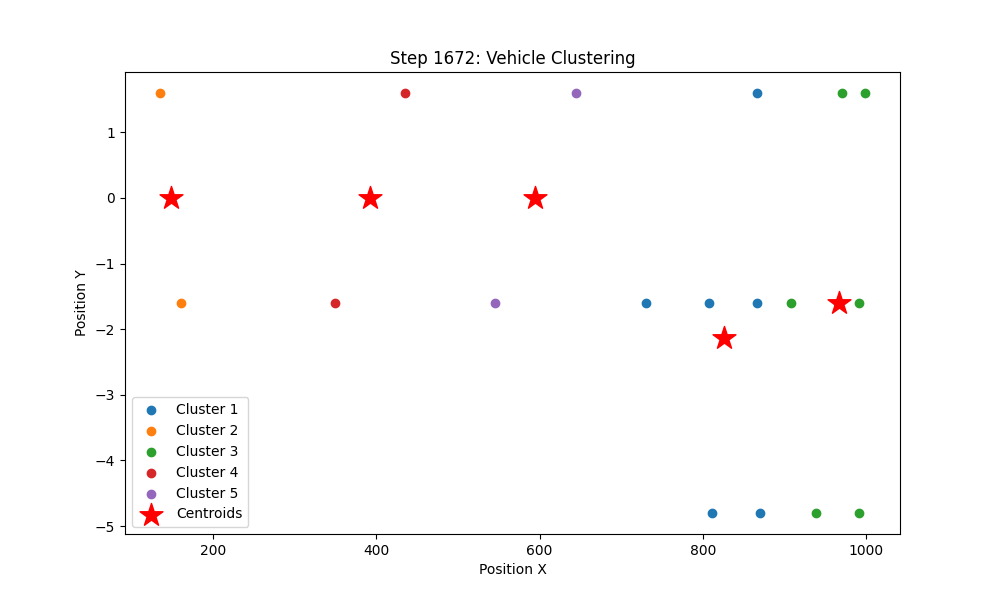 Step 1672: Vehicle Clustering
Position Y
1
0
−1
−2
−3
−4
−5
Cluster 1
Cluster 2
Cluster 3
Cluster 4
Cluster 5
Centroids
200
400
600
800
1000
Position X